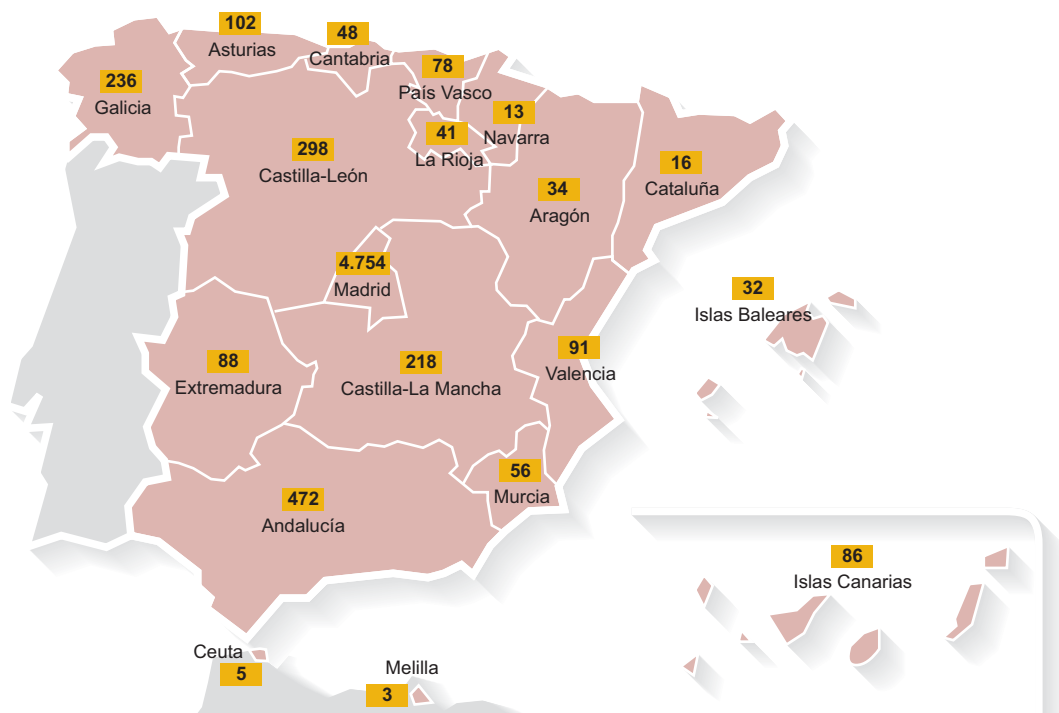 102
Asturias
48
Cantabria
236
Galicia
78
País Vasco
13
Navarra
41
La Rioja
298
Castilla-León
16
Cataluña
34
Aragón
4.754
Madrid
32
Islas Baleares
88
Extremadura
218
Castilla-La Mancha
91
Valencia
56
Murcia
472
Andalucía
86
Islas Canarias
Ceuta
5
Melilla
3